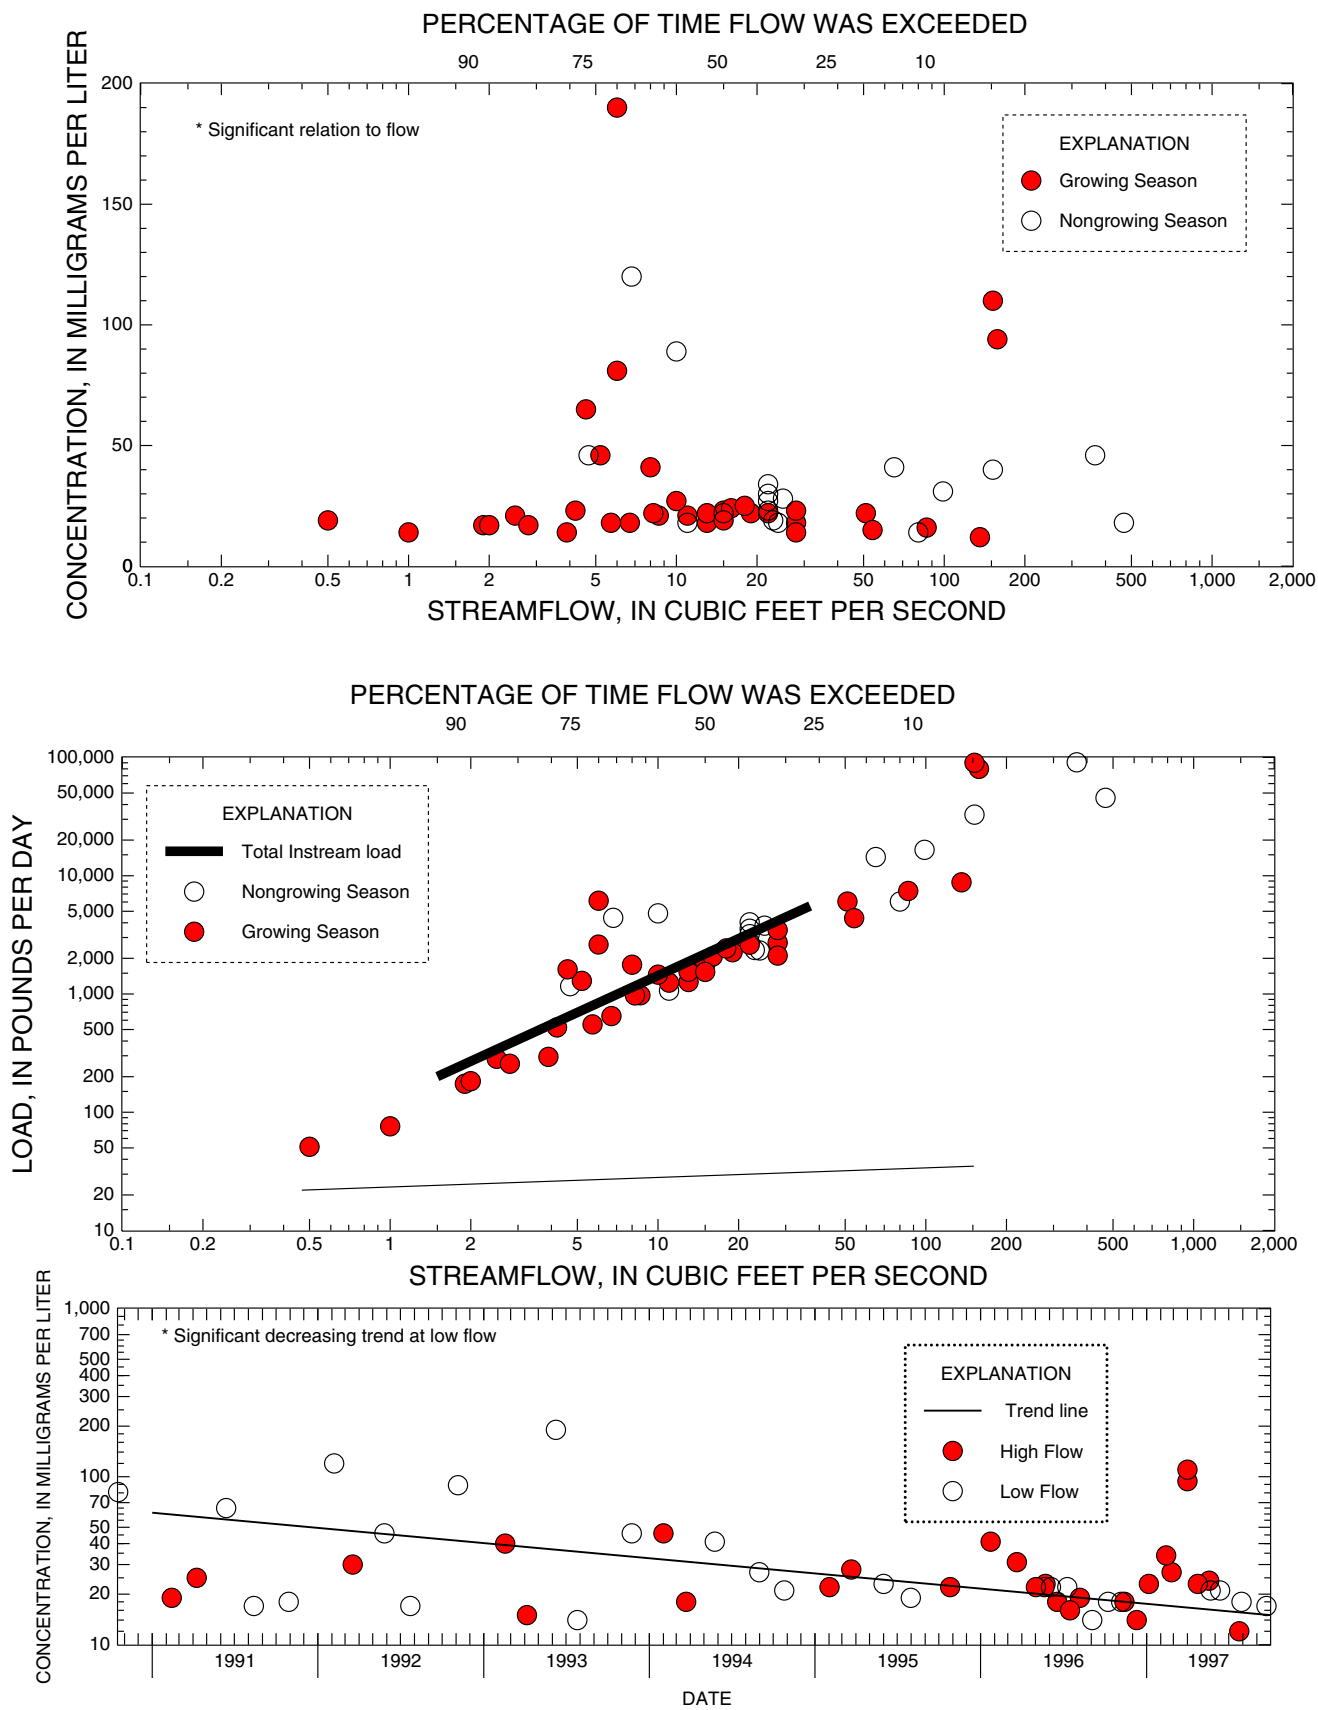 PERCENTAGE OF TIME FLOW WAS EXCEEDED
90 75 50 25 10
CONCENTRATION, IN MILLIGRAMS PER LITER
200
150
100
50
0
* Significant relation to flow
EXPLANATION
Growing Season
Nongrowing Season
0.1 0.2 0.5 1 2 5 10 20 50 100 200 500 1,000 2,000
STREAMFLOW, IN CUBIC FEET PER SECOND
PERCENTAGE OF TIME FLOW WAS EXCEEDED
90 75 50 25 10
LOAD, IN POUNDS PER DAY
100,000
50,000
20,000
10,000
5,000
2,000
1,000
500
200
100
50
20
10
EXPLANATION
Total Instream load
Nongrowing Season
Growing Season
0.1 0.2 0.5 1 2 5 10 20 50 100 200 500 1,000 2,000
STREAMFLOW, IN CUBIC FEET PER SECOND
CONCENTRATION, IN MILLIGRAMS PER LITER
1,000
700
500
400
300
200
100
70
50
40
30
20
10
* Significant decreasing trend at low flow
EXPLANATION
Trend line
High Flow
Low Flow
1991 1992 1993 1994 1995 1996 1997
DATE